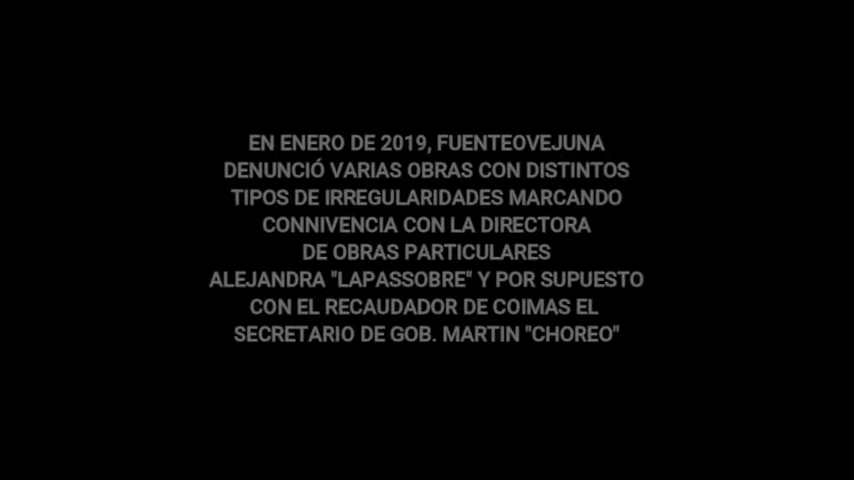 EN ENERO DE 2019, FUENTEOVEJUNA
DENUNCIÓ VARIAS OBRAS CON DISTINTOS
TIPOS DE IRREGULARIDADES MARCANDO
CONNIVENCIA CON LA DIRECTORA
DE OBRAS PARTICULARES
ALEJANDRA "LAPASSOBRE" Y POR SUPUESTO
CON EL RECAUDADOR DE COIMAS EL
SECRETARIO DE GOB. MARTIN "CHOREO"